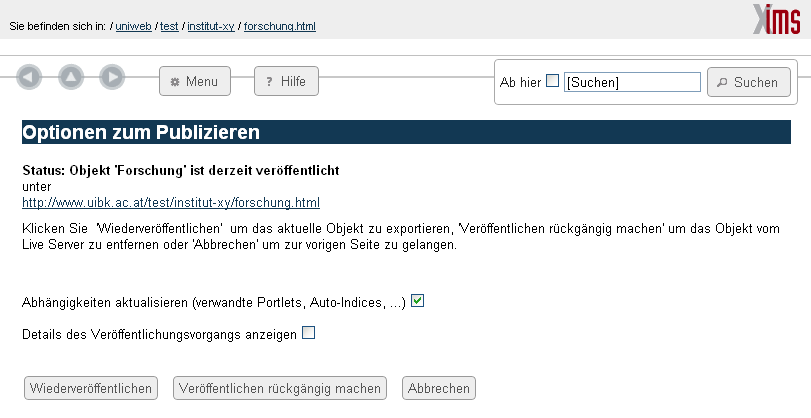 Sie befinden sich in: / uniweb / test / institut-xy / forschung.html
Xims
Menu
Hilfe
Ab hier
[Suchen]
Suchen
Optionen zum Publizieren
Status: Objekt 'Forschung' ist derzeit veröffentlicht
unter
http://www.uibk.ac.at/test/institut-xy/forschung.html
Klicken Sie 'Wiederveröffentlichen' um das aktuelle Objekt zu exportieren, 'Veröffentlichen rückgängig machen' um das Objekt vom
Live Server zu entfernen oder 'Abbrechen' um zur vorigen Seite zu gelangen.
Abhängigkeiten aktualisieren (verwandte Portlets, Auto-Indices, ...)
Details des Veröffentlichungsvorgangs anzeigen
Wiederveröffentlichen
Veröffentlichen rückgängig machen
Abbrechen